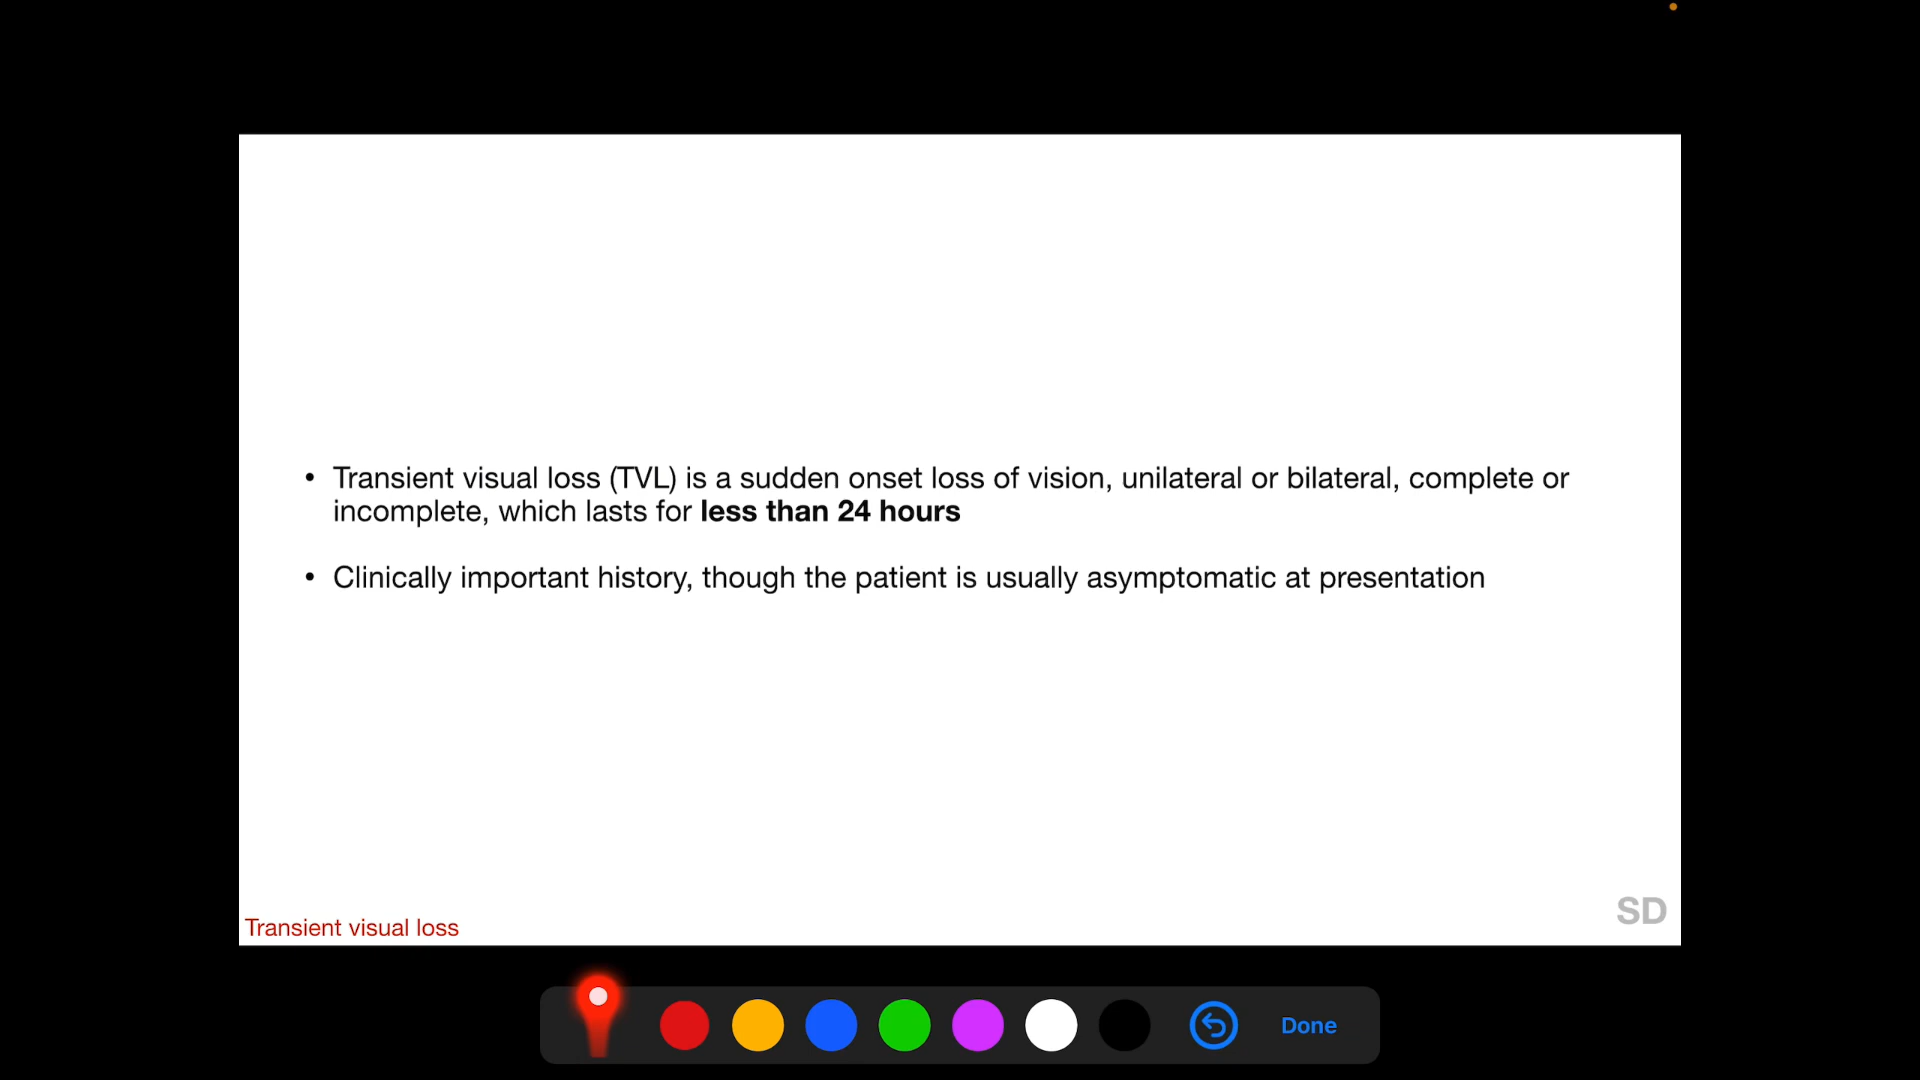 • Transient visual loss (TVL) is a sudden onset loss of vision, unilateral or bilateral, complete or
incomplete, which lasts for less than 24 hours
• Clinically important history, though the patient is usually asymptomatic at presentation
SD
Transient visual loss
Done